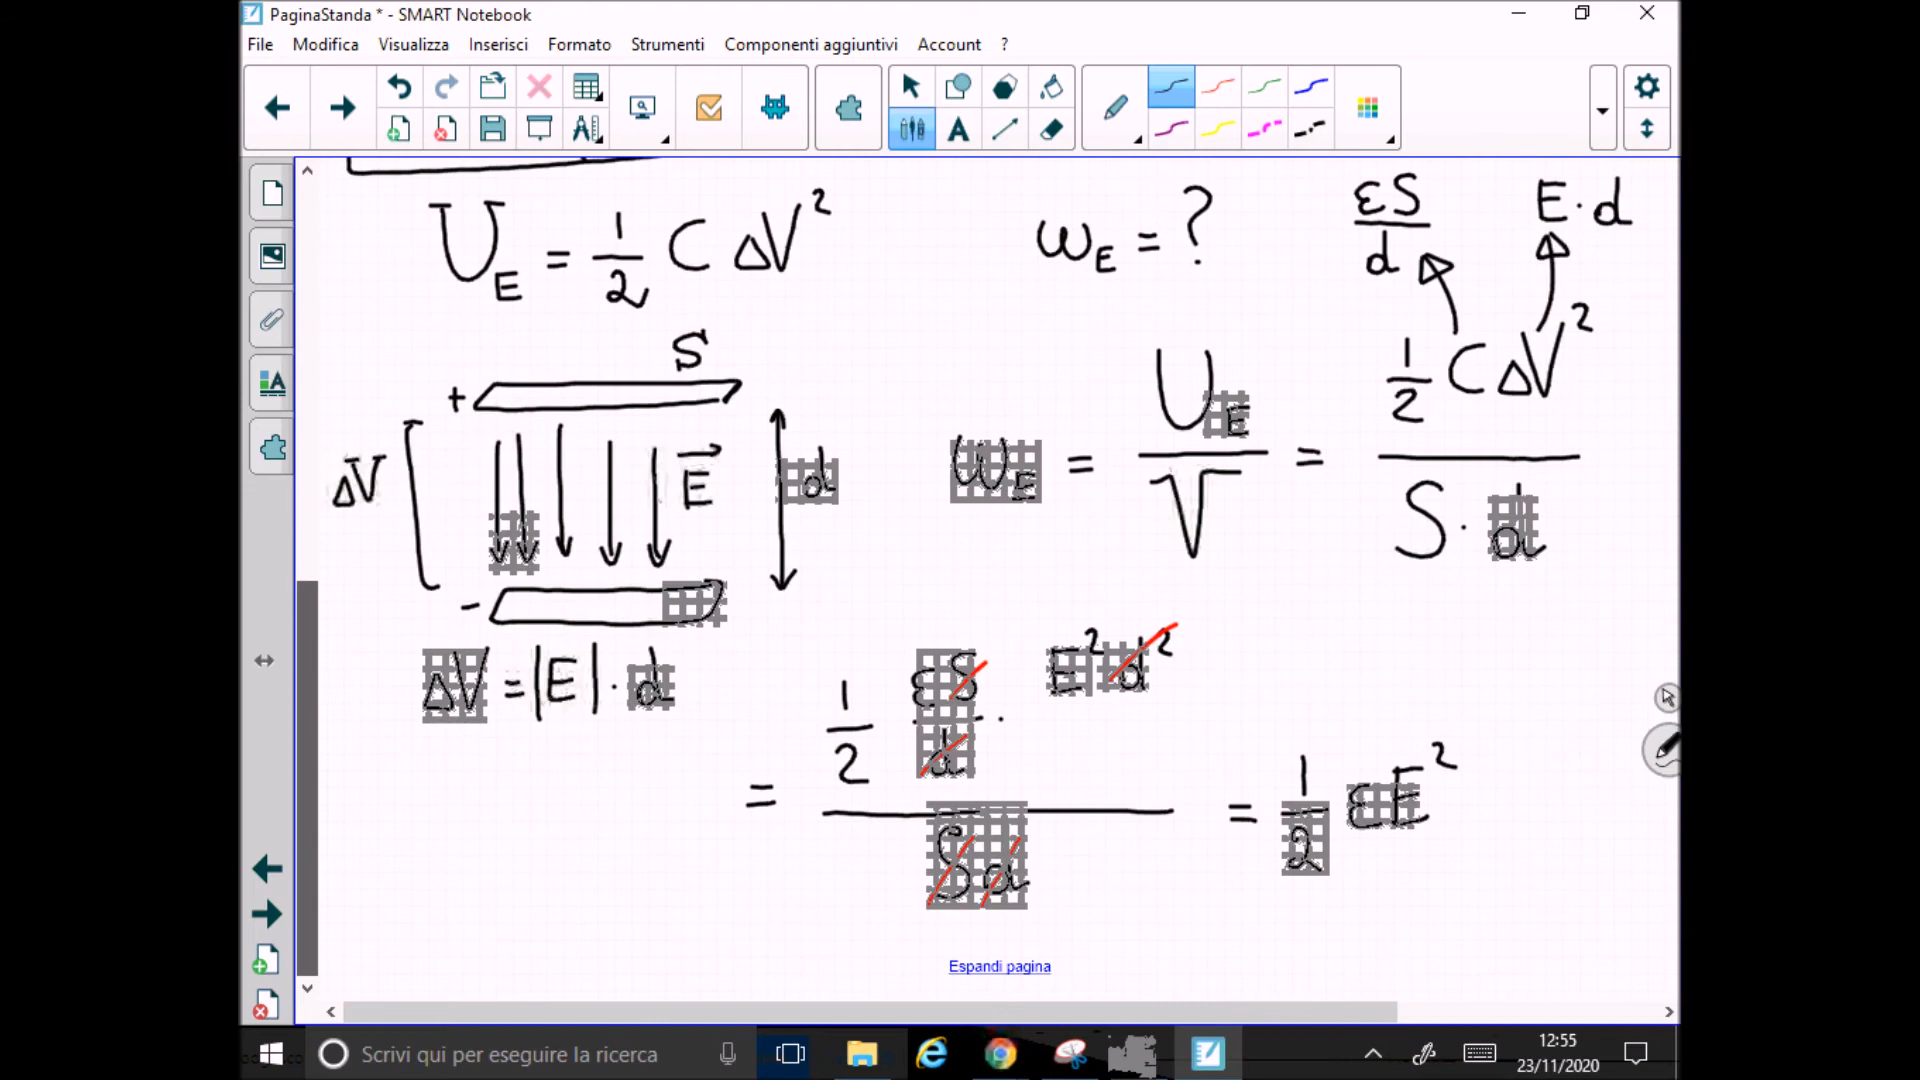 PaginaStanda * - SMART Notebook
File Modifica Visualizza Inserisci Formato Strumenti Componenti aggiuntivi Account ?
U_E = 1/2 C ΔV²
w_E = ?
εS/d
E · d
S
+
ΔV
E
d
-
w_E = U_E / V = 1/2 C ΔV² / S · d
ΔV = |E| · d
= 1/2 εS/d · E² d² / S d = 1/2 εE²
Espandi pagina
Scrivi qui per eseguire la ricerca
12:55
23/11/2020